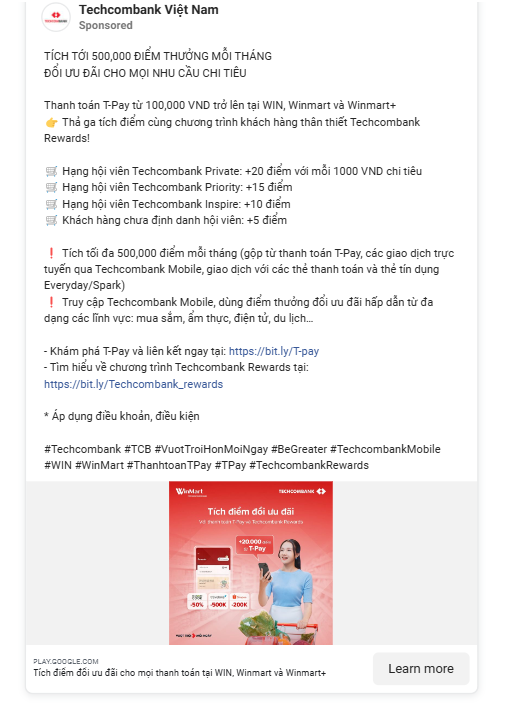 Techcombank Việt Nam
Sponsored
TÍCH TỚI 500,000 ĐIỂM THƯỞNG MỖI THÁNG
ĐỔI ƯU ĐÃI CHO MỌI NHU CẦU CHI TIÊU
Thanh toán T-Pay từ 100,000 VND trở lên tại WIN, Winmart và Winmart+
👉 Thả ga tích điểm cùng chương trình khách hàng thân thiết Techcombank
Rewards!
🛒 Hạng hội viên Techcombank Private: +20 điểm với mỗi 1000 VND chi tiêu
🛒 Hạng hội viên Techcombank Priority: +15 điểm
🛒 Hạng hội viên Techcombank Inspire: +10 điểm
🛒 Khách hàng chưa định danh hội viên: +5 điểm
❗ Tích tối đa 500,000 điểm mỗi tháng (gộp từ thanh toán T-Pay, các giao dịch trực
tuyến qua Techcombank Mobile, giao dịch với các thẻ thanh toán và thẻ tín dụng
Everyday/Spark)
❗ Truy cập Techcombank Mobile, dùng điểm thưởng đổi ưu đãi hấp dẫn từ đa
dạng các lĩnh vực: mua sắm, ẩm thực, điện tử, du lịch...
- Khám phá T-Pay và liên kết ngay tại: https://bit.ly/T-pay
- Tìm hiểu về chương trình Techcombank Rewards tại:
https://bit.ly/Techcombank_rewards
* Áp dụng điều khoản, điều kiện
#Techcombank #TCB #VuotTroiHonMoiNgay #BeGreater #TechcombankMobile
#WIN #WinMart #ThanhtoanTPay #TPay #TechcombankRewards
WinMart TECHCOMBANK
Tích điểm đổi ưu đãi
Với thanh toán T-Pay và Techcombank Rewards
+20.000 điểm
T-Pay
-50% -500K -200K
VƯỢT TRỘI HƠN MỖI NGÀY
PLAY.GOOGLE.COM
Tích điểm đổi ưu đãi cho mọi thanh toán tại WIN, Winmart và Winmart+
Learn more